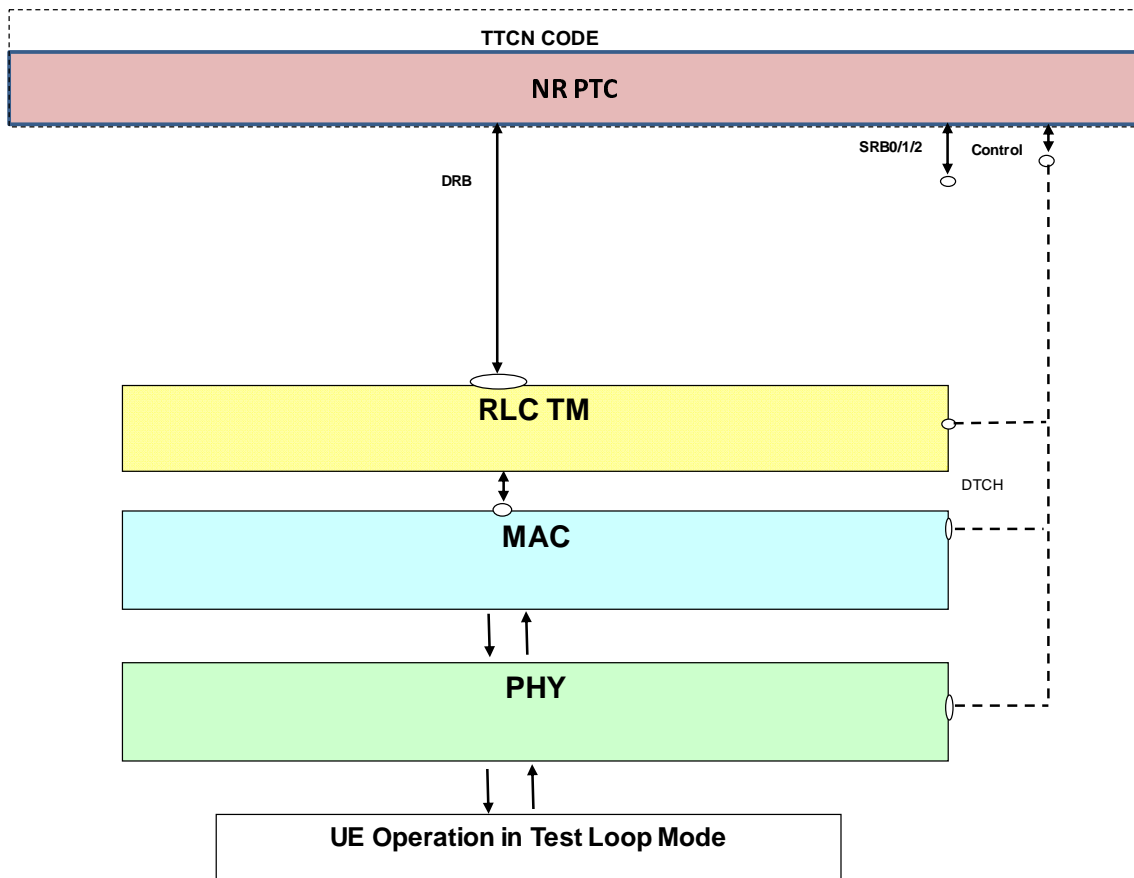 TTCN CODE
NR PTC
SRB0/1/2
Control
DRB
RLC TM
DTCH
MAC
PHY
UE Operation in Test Loop Mode